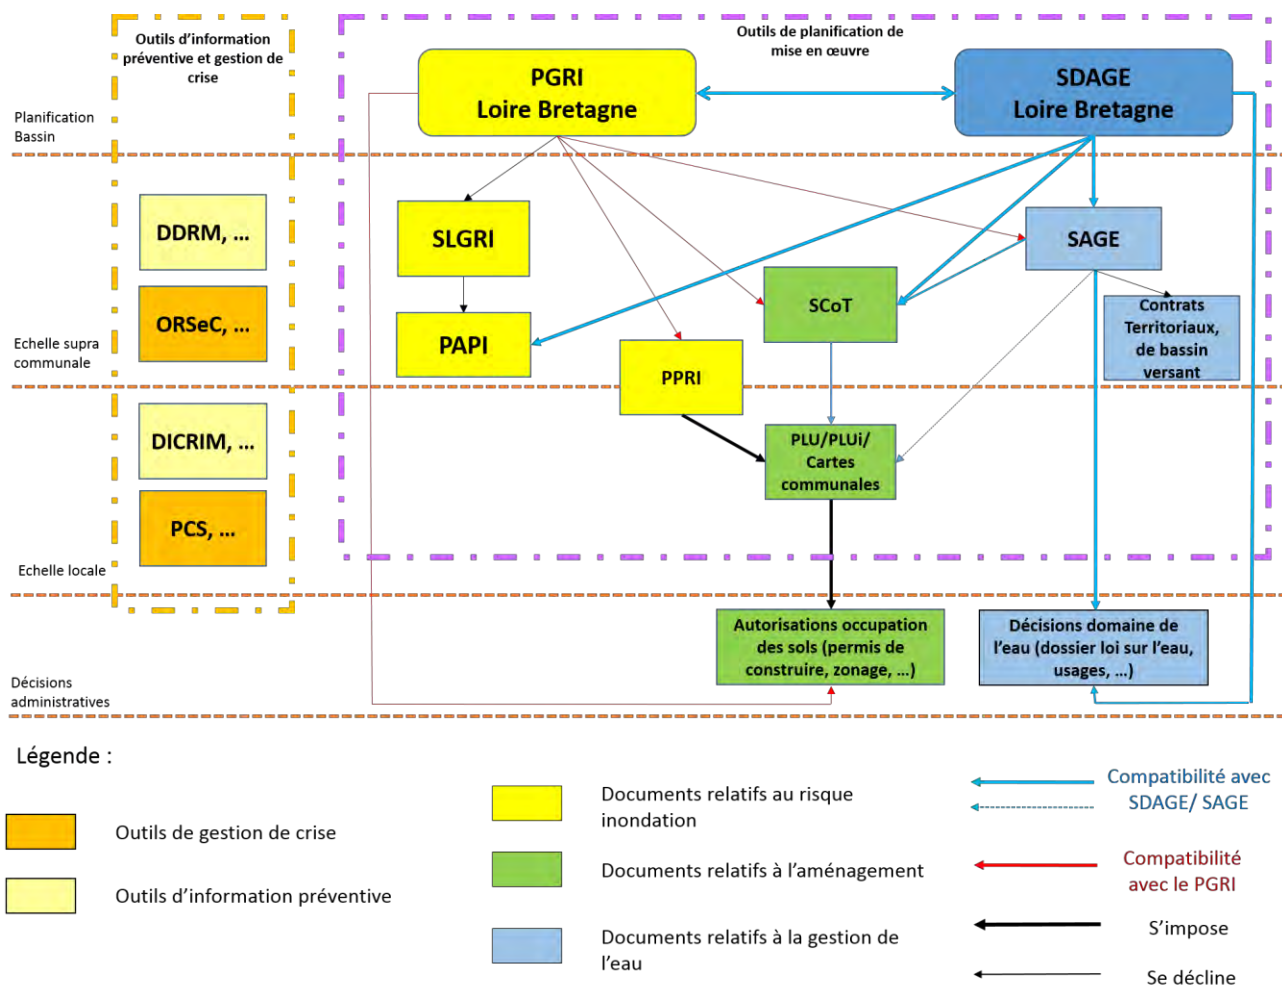 Outils d’information
préventive et gestion de
crise
Outils de planification de
mise en œuvre
PGRI
Loire Bretagne
SDAGE
Loire Bretagne
Planification
Bassin
DDRM, ...
ORSeC, ...
SLGRI
PAPI
PPRI
SCoT
SAGE
Contrats
Territoriaux,
de bassin
versant
Echelle supra
communale
DICRIM, ...
PCS, ...
PLU/PLUi/
Cartes
communales
Echelle locale
Autorisations occupation
des sols (permis de
construire, zonage, ...)
Décisions domaine de
l’eau (dossier loi sur l’eau,
usages, ...)
Décisions
administratives
Légende :
Outils de gestion de crise
Outils d’information préventive
Documents relatifs au risque
inondation
Documents relatifs à l’aménagement
Documents relatifs à la gestion de
l’eau
Compatibilité avec
SDAGE/ SAGE
Compatibilité
avec le PGRI
S’impose
Se décline